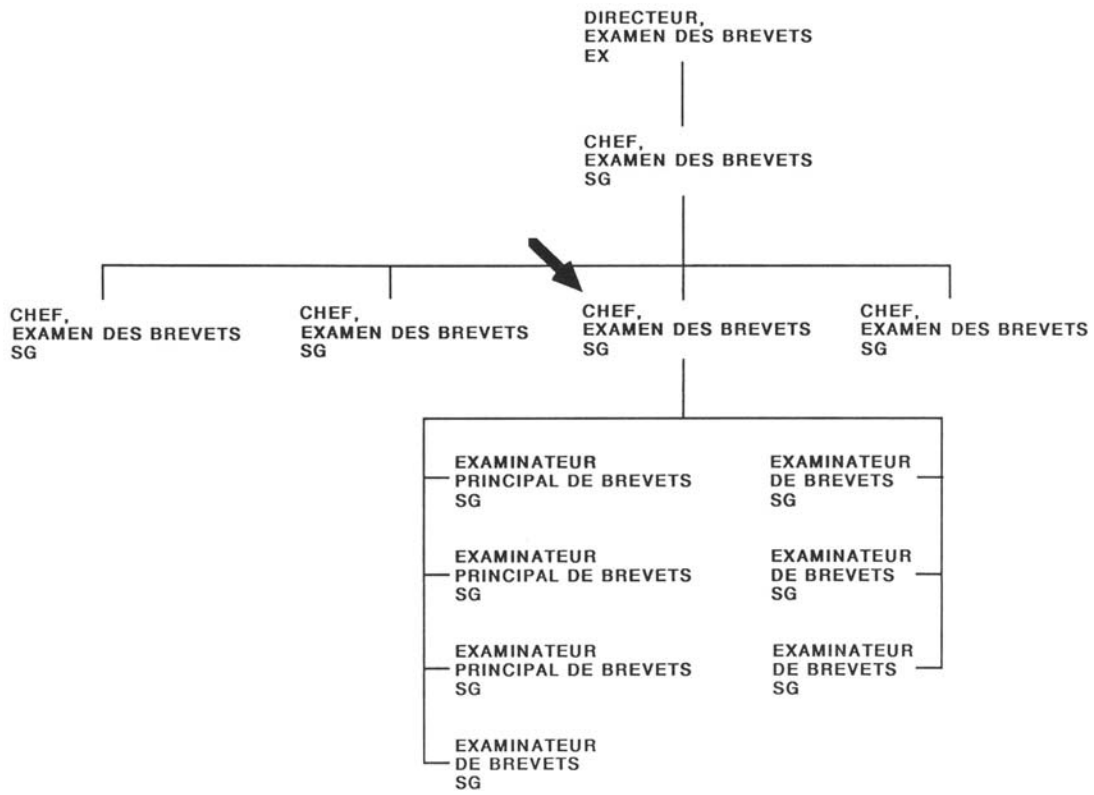 DIRECTEUR,
EXAMEN DES BREVETS
EX
CHEF,
EXAMEN DES BREVETS
SG
CHEF,
EXAMEN DES BREVETS
SG
CHEF,
EXAMEN DES BREVETS
SG
CHEF,
EXAMEN DES BREVETS
SG
CHEF,
EXAMEN DES BREVETS
SG
EXAMINATEUR
PRINCIPAL DE BREVETS
SG
EXAMINATEUR
PRINCIPAL DE BREVETS
SG
EXAMINATEUR
PRINCIPAL DE BREVETS
SG
EXAMINATEUR
DE BREVETS
SG
EXAMINATEUR
DE BREVETS
SG
EXAMINATEUR
DE BREVETS
SG
EXAMINATEUR
DE BREVETS
SG